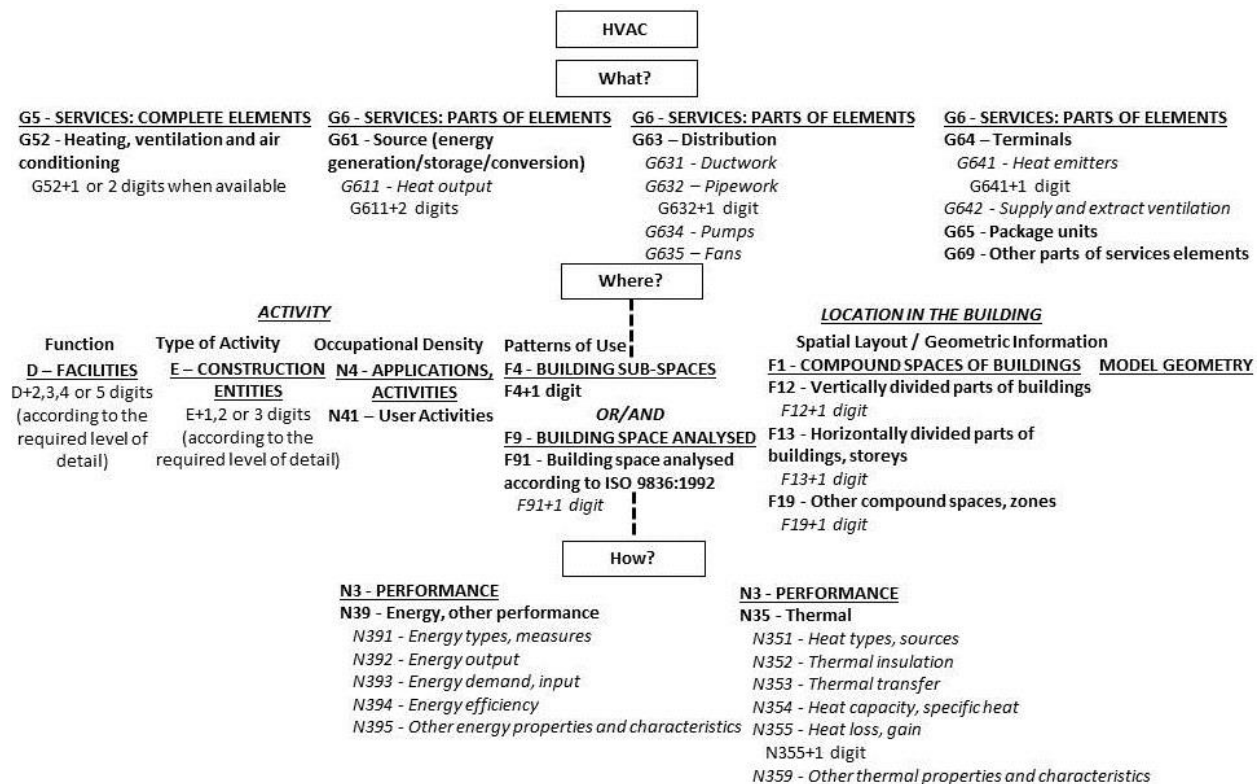 HVAC
What?
G5 - SERVICES: COMPLETE ELEMENTS
G52 - Heating, ventilation and air
conditioning
G52+1 or 2 digits when available
G6 - SERVICES: PARTS OF ELEMENTS
G61 - Source (energy
generation/storage/conversion)
G611 - Heat output
G611+2 digits
G6 - SERVICES: PARTS OF ELEMENTS
G63 – Distribution
G631 - Ductwork
G632 – Pipework
G632+1 digit
G634 - Pumps
G635 – Fans
G6 - SERVICES: PARTS OF ELEMENTS
G64 – Terminals
G641 - Heat emitters
G641+1 digit
G642 - Supply and extract ventilation
G65 - Package units
G69 - Other parts of services elements
Where?
ACTIVITY
Function
D – FACILITIES
D+2,3,4 or 5 digits
(according to the
required level of
detail)
Type of Activity
E – CONSTRUCTION
ENTITIES
E+1,2 or 3 digits
(according to the
required level of detail)
Occupational Density
N4 - APPLICATIONS,
ACTIVITIES
N41 – User Activities
Patterns of Use
F4 - BUILDING SUB-SPACES
F4+1 digit
OR/AND
F9 - BUILDING SPACE ANALYSED
F91 - Building space analysed
according to ISO 9836:1992
F91+1 digit
LOCATION IN THE BUILDING
Spatial Layout / Geometric Information
F1 - COMPOUND SPACES OF BUILDINGS
F12 - Vertically divided parts of buildings
F12+1 digit
F13 - Horizontally divided parts of
buildings, storeys
F13+1 digit
F19 - Other compound spaces, zones
F19+1 digit
MODEL GEOMETRY
How?
N3 - PERFORMANCE
N39 - Energy, other performance
N391 - Energy types, measures
N392 - Energy output
N393 - Energy demand, input
N394 - Energy efficiency
N395 - Other energy properties and characteristics
N3 - PERFORMANCE
N35 - Thermal
N351 - Heat types, sources
N352 - Thermal insulation
N353 - Thermal transfer
N354 - Heat capacity, specific heat
N355 - Heat loss, gain
N355+1 digit
N359 - Other thermal properties and characteristics